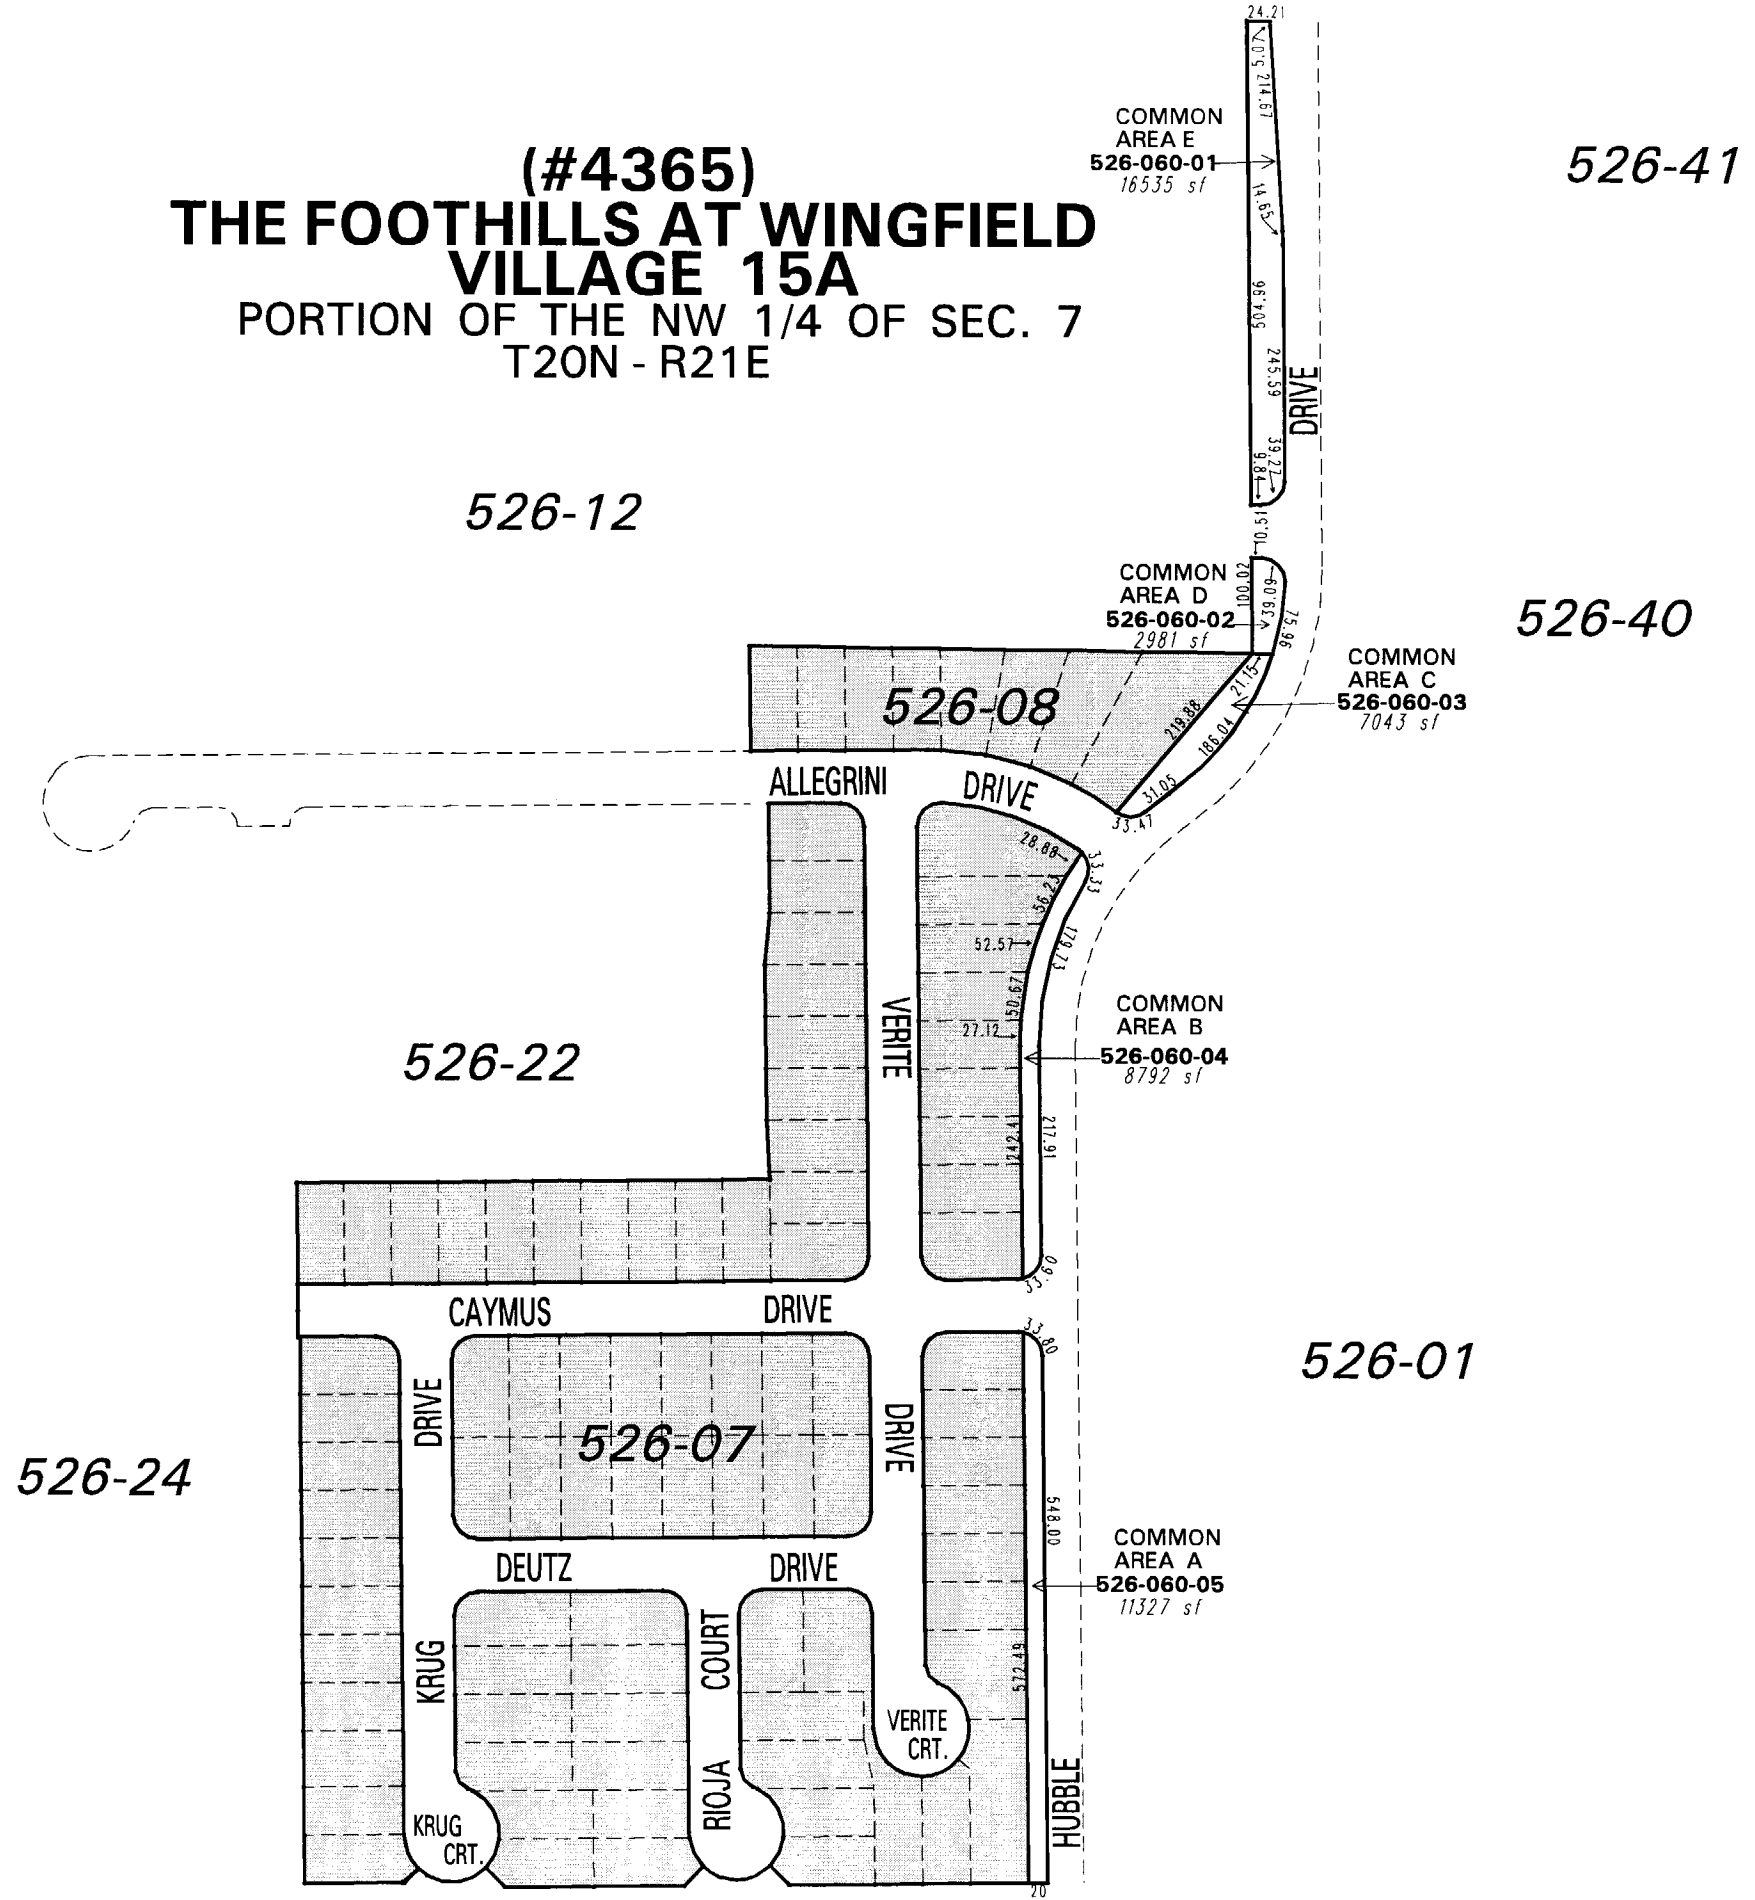 24.21
5.07
214.67
COMMON
AREA E
526-060-01
16535 sf
14.65
526-41
(#4365)
THE FOOTHILLS AT WINGFIELD
VILLAGE 15A
PORTION OF THE NW 1/4 OF SEC. 7
T20N - R21E
504.96
245.59
DRIVE
39.27
9.84
526-12
10.51
COMMON
AREA D
526-060-02
2981 sf
100.02
39.09
75.96
526-40
COMMON
AREA C
526-060-03
7043 sf
21.15
526-08
219.88
186.04
31.05
33.47
ALLEGRINI DRIVE
28.88
33.33
56.23
52.57
179.73
150.67
27.12
VERITE
COMMON
AREA B
526-060-04
8792 sf
526-22
242.41
217.91
33.60
CAYMUS DRIVE
33.80
526-01
DRIVE
526-07
DRIVE
526-24
548.00
COMMON
AREA A
526-060-05
11327 sf
DEUTZ DRIVE
KRUG
COURT
572.49
VERITE
CRT.
RIOJA
HUBBLE
KRUG
CRT.
20